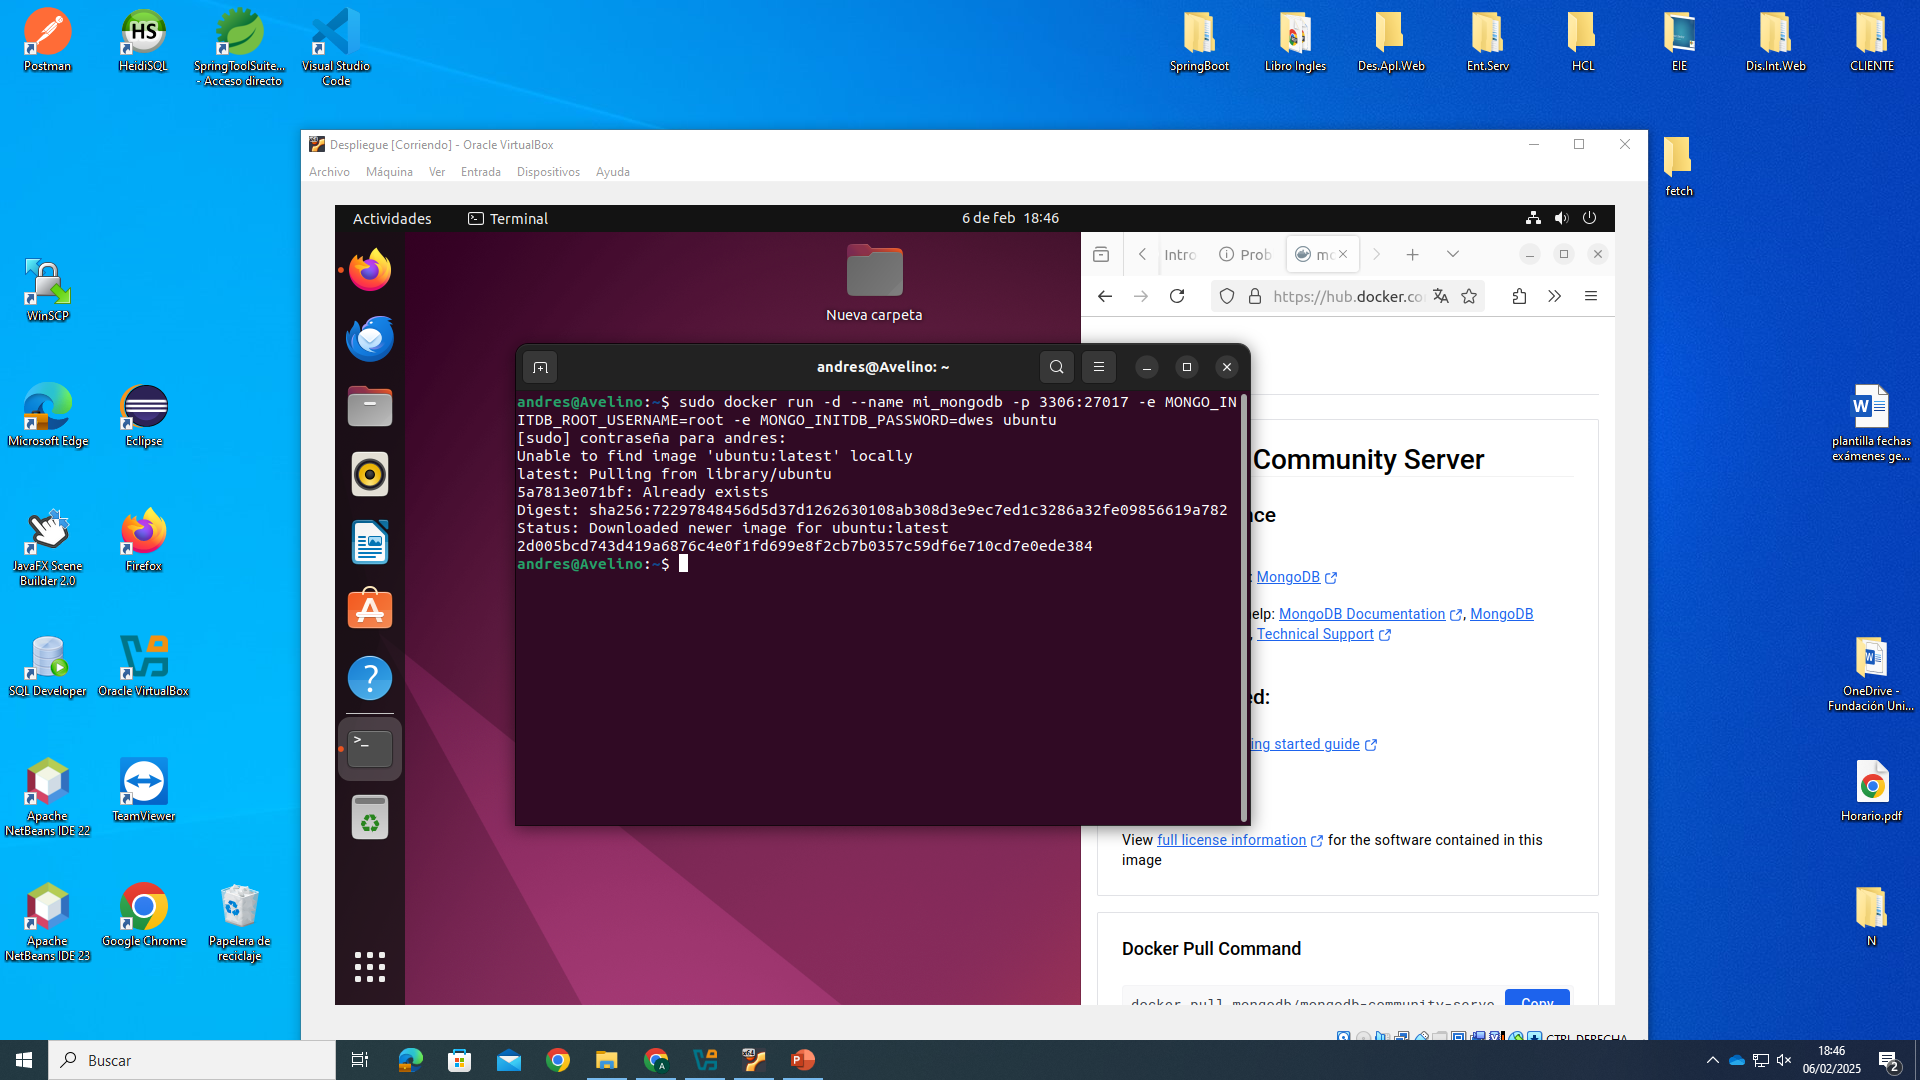 Postman
HeidiSQL
SpringToolSuite...
- Acceso directo
Visual Studio
Code
SpringBoot
Libro Ingles
Des.Apl.Web
Ent.Serv
HCL
EIE
Dis.Int.Web
CLIENTE
fetch
WinSCP
Microsoft Edge
Eclipse
JavaFX Scene
Builder 2.0
Firefox
SQL Developer
Oracle VirtualBox
Apache
NetBeans IDE 22
TeamViewer
Apache
NetBeans IDE 23
Google Chrome
Papelera de
reciclaje
plantilla fechas
exámenes ge...
OneDrive -
Fundación Uni...
Horario.pdf
N
Despliegue [Corriendo] - Oracle VirtualBox
Archivo Máquina Ver Entrada Dispositivos Ayuda
Actividades Terminal 6 de feb 18:46
Nueva carpeta
Intro Prob mo
https://hub.docker.co
andres@Avelino: ~
andres@Avelino:~$ sudo docker run -d --name mi_mongodb -p 3306:27017 -e MONGO_IN
ITDB_ROOT_USERNAME=root -e MONGO_INITDB_PASSWORD=dwes ubuntu
[sudo] contraseña para andres:
Unable to find image 'ubuntu:latest' locally
latest: Pulling from library/ubuntu
5a7813e071bf: Already exists
Digest: sha256:72297848456d5d37d1262630108ab308d3e9ec7ed1c3286a32fe09856619a782
Status: Downloaded newer image for ubuntu:latest
2d005bcd743d419a6876c4e0f1fd699e8f2cb7b0357c59df6e710cd7e0ede384
andres@Avelino:~$
Community Server
nce
: MongoDB
elp: MongoDB Documentation, MongoDB
, Technical Support
ed:
ing started guide
View full license information for the software contained in this
image
Docker Pull Command
docker pull mongodb/mongodb-community-serve
Copy
CTRL DERECHA
Buscar
18:46
06/02/2025
2